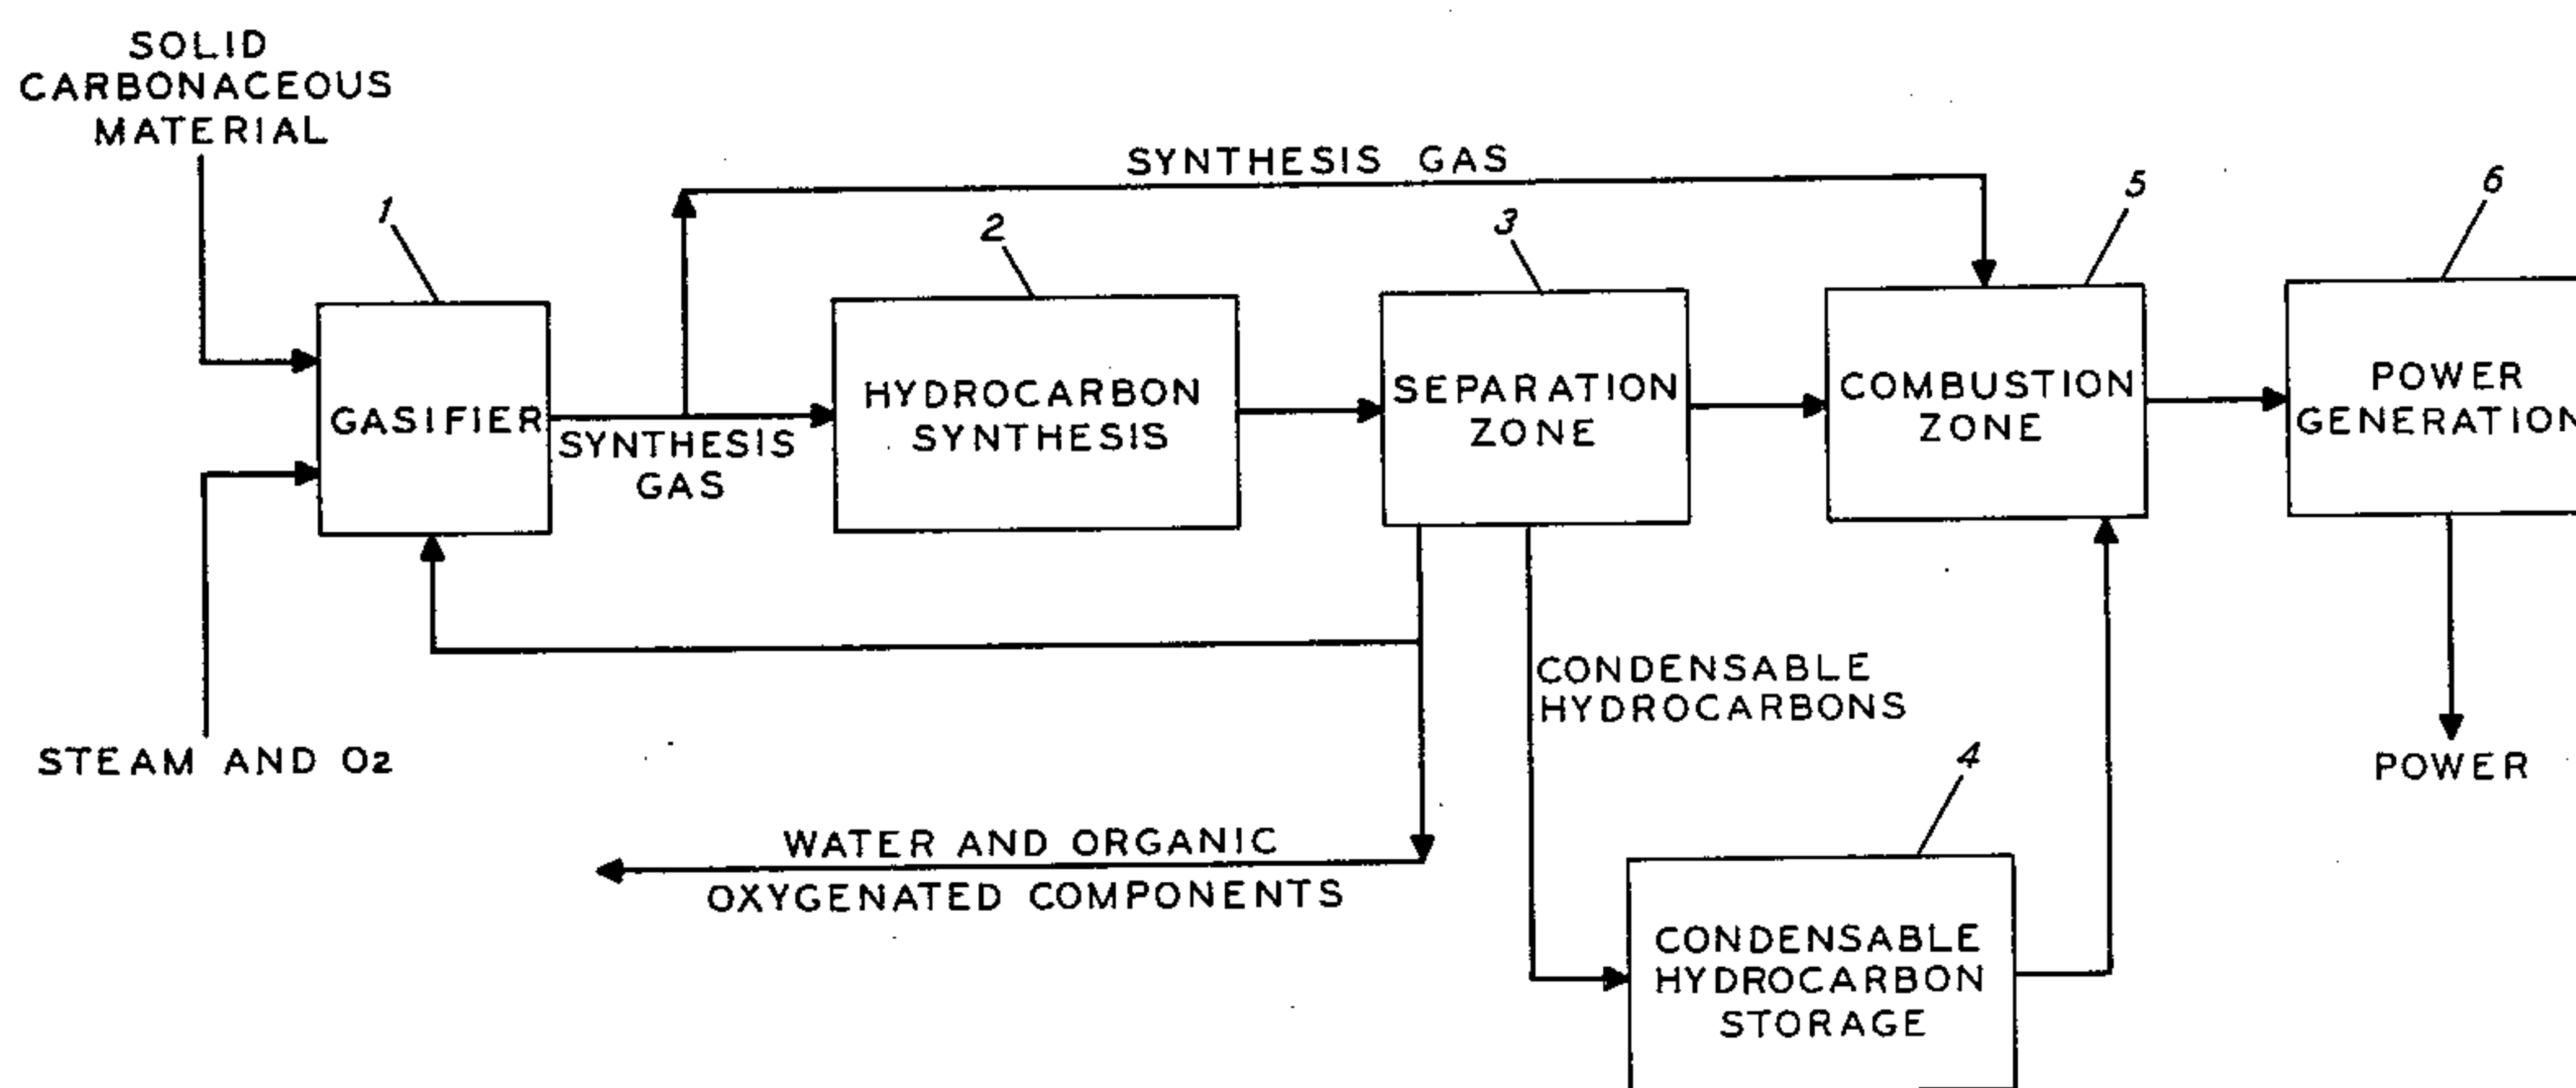 SOLID
CARBONACEOUS
MATERIAL
SYNTHESIS GAS
1
2
3
5
6
GASIFIER
SYNTHESIS
GAS
HYDROCARBON
SYNTHESIS
SEPARATION
ZONE
COMBUSTION
ZONE
POWER
GENERATION
CONDENSABLE
HYDROCARBONS
STEAM AND O2
POWER
4
WATER AND ORGANIC
OXYGENATED COMPONENTS
CONDENSABLE
HYDROCARBON
STORAGE